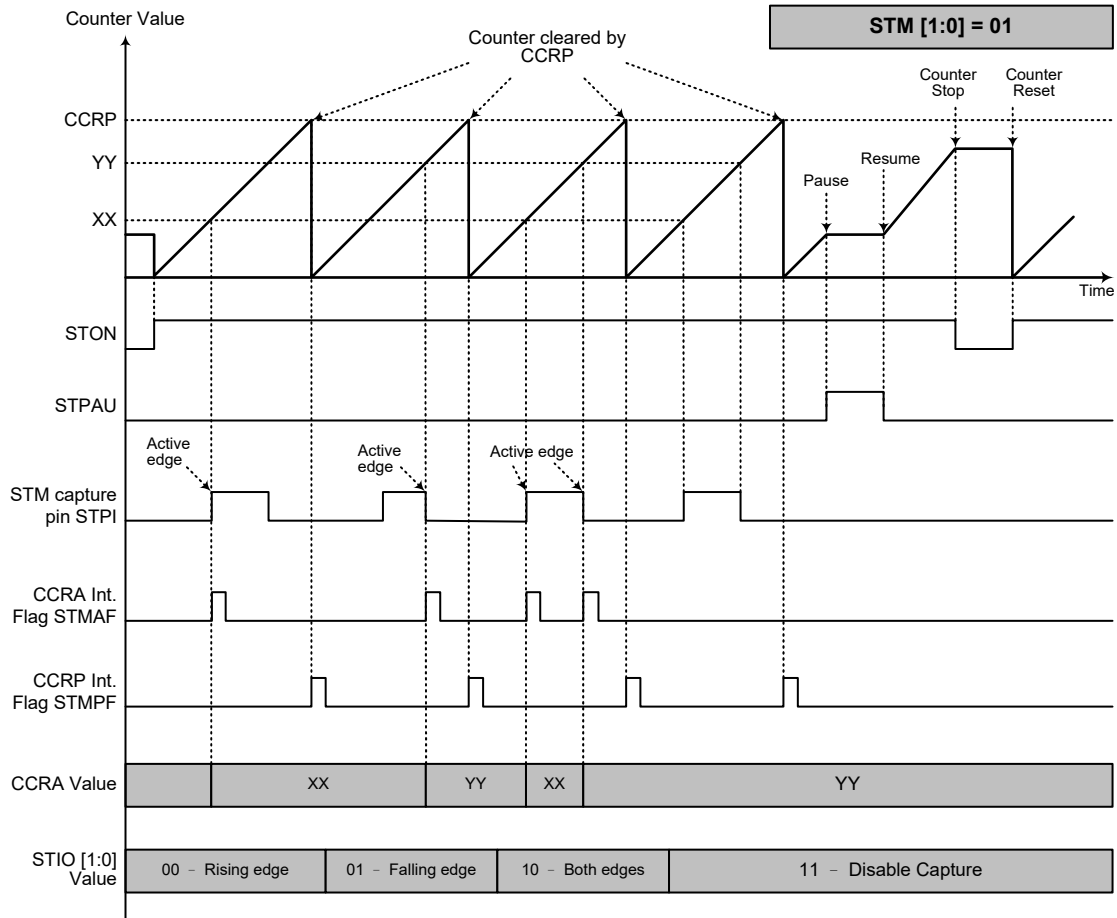 Counter Value
STM [1:0] = 01
Counter cleared by
CCRP
Counter
Stop
Counter
Reset
CCRP
YY
XX
Pause
Resume
Time
STON
STPAU
Active
edge
Active
edge
Active edge
STM capture
pin STPI
CCRA Int.
Flag STMAF
CCRP Int.
Flag STMPF
CCRA Value
XX
YY
XX
YY
STIO [1:0]
Value
00 - Rising edge
01 - Falling edge
10 - Both edges
11 - Disable Capture